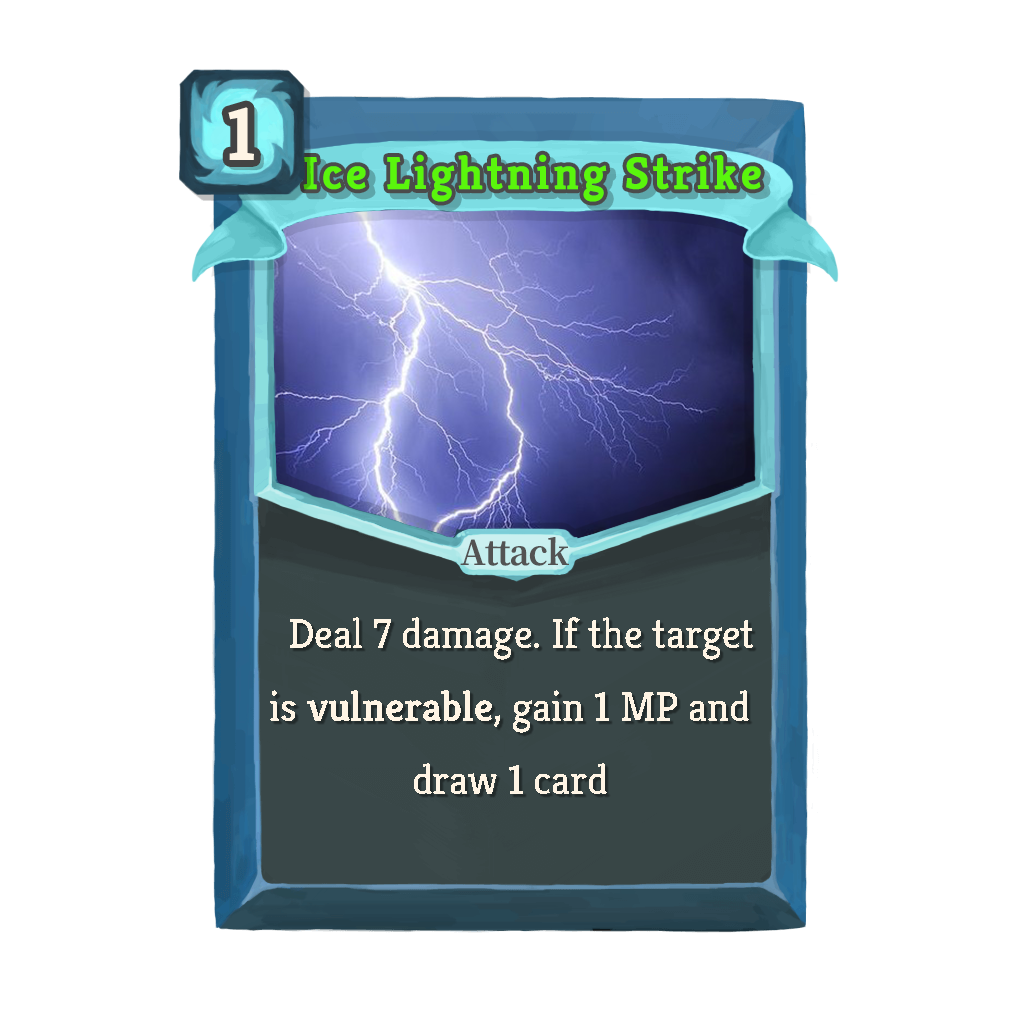 1
Ice Lightning Strike
Attack
Deal 7 damage. If the target
is vulnerable, gain 1 MP and
draw 1 card